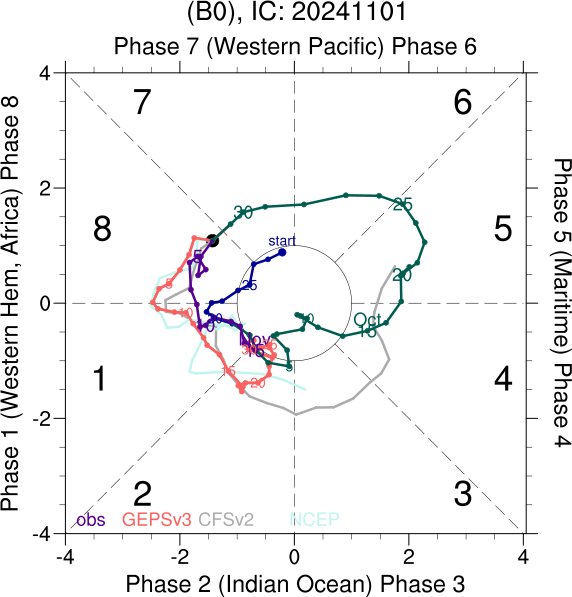 (B0), IC: 20241101
Phase 7 (Western Pacific) Phase 6
Phase 1 (Western Hem, Africa) Phase 8
Phase 5 (Maritime) Phase 4
4
2
0
-2
-4
7
6
8
5
1
4
2
3
30
25
20
Oct
15
5
start
25
5
10
Nov
15
20
obs GEPSv3 CFSv2 NCEP
-4 -2 0 2 4
Phase 2 (Indian Ocean) Phase 3